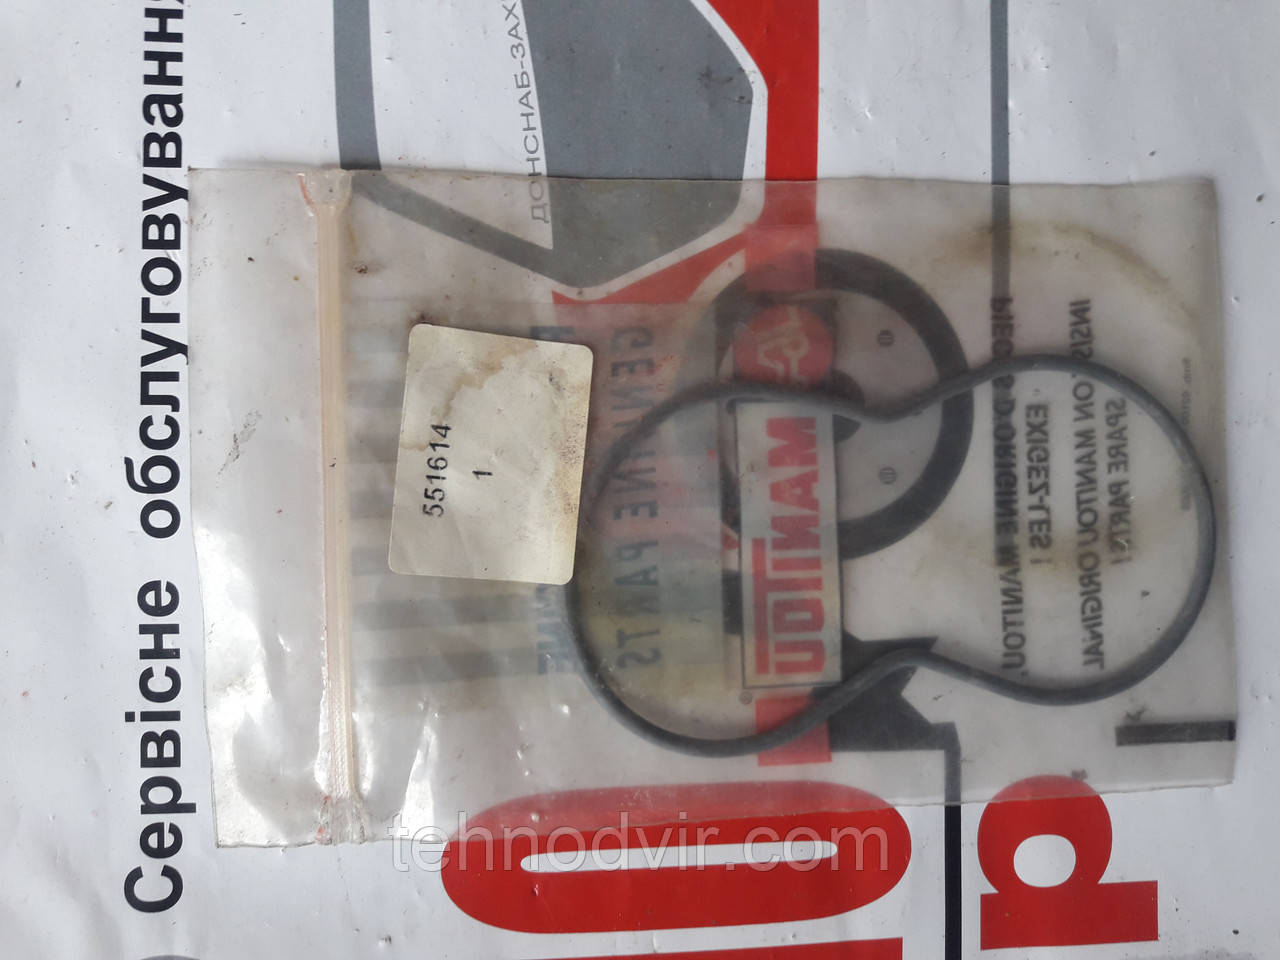 Сервісне обслуговування
ДОНСНАБ-ЗАХ
551614
1
GENUINE PARTS
MANITOU
®
PIECES D'ORIGINE MANITOU.
EXIGEZ-LES
!
INSIST ON MANITOU ORIGINAL
SPARE PARTS
!
tehnodvir.com